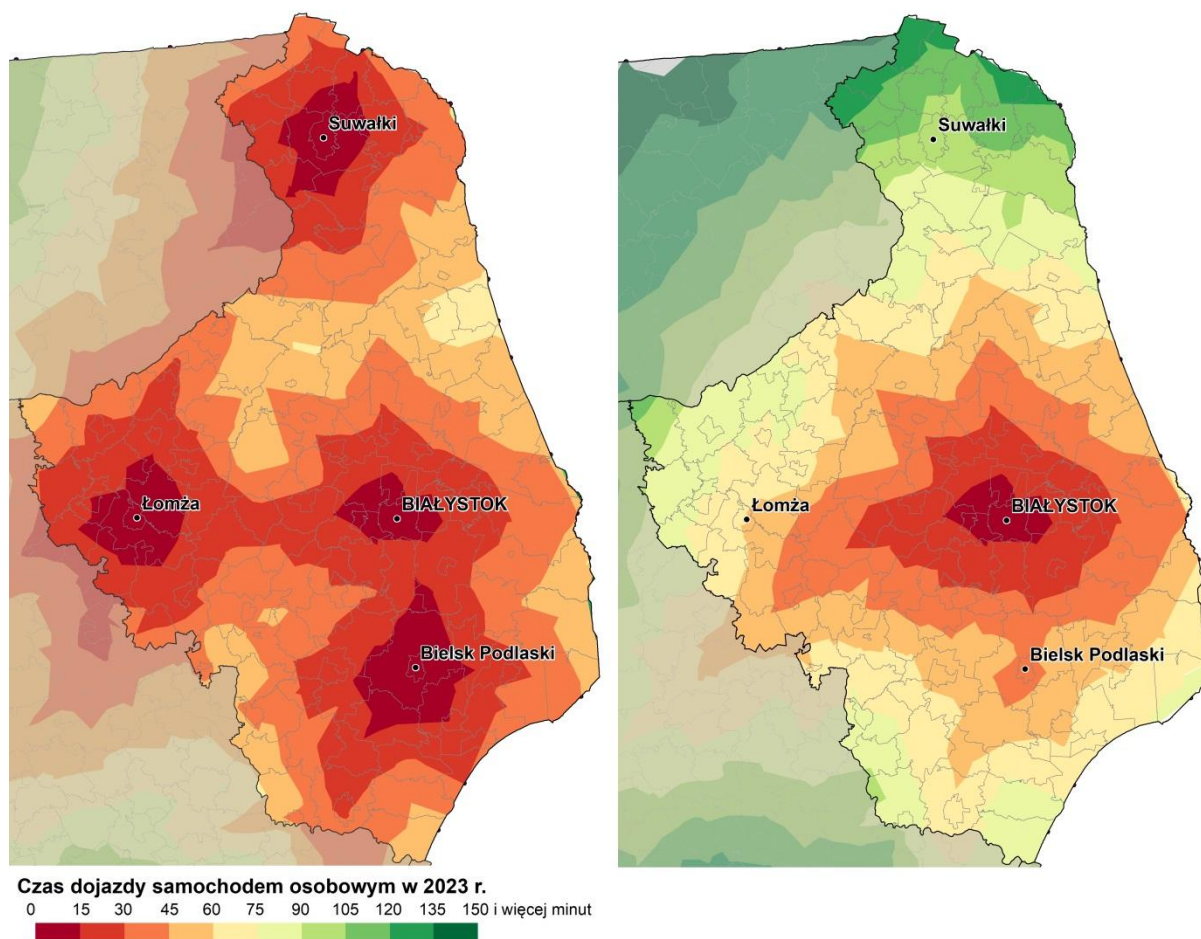 Suwałki
Łomża
BIAŁYSTOK
Bielsk Podlaski
Suwałki
Łomża
BIAŁYSTOK
Bielsk Podlaski
Czas dojazdy samochodem osobowym w 2023 r.
0 15 30 45 60 75 90 105 120 135 150 i więcej minut